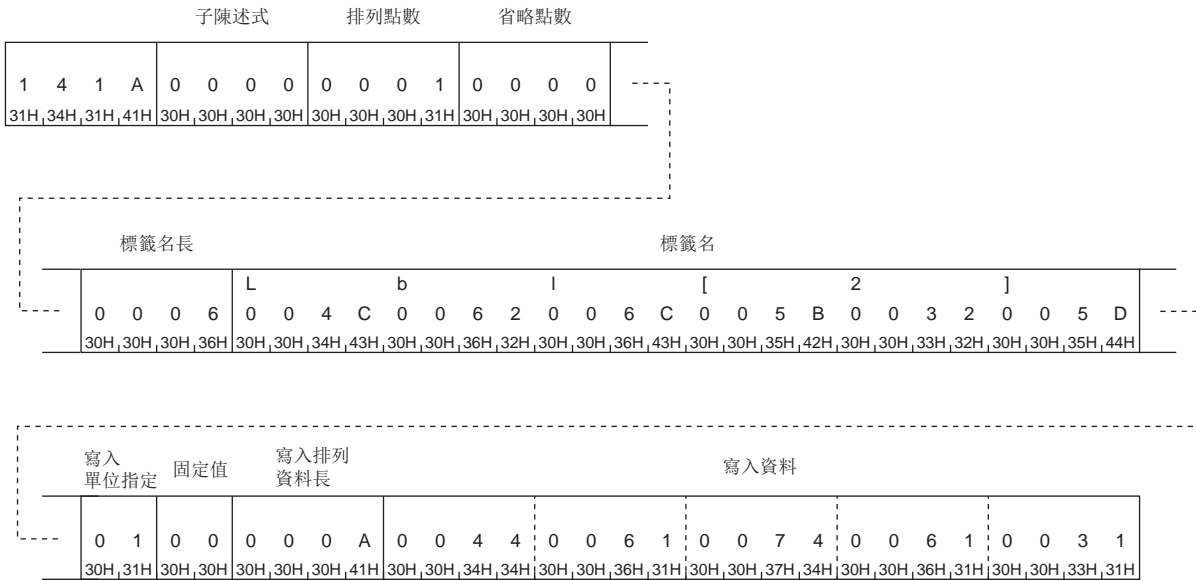 子陳述式 排列點數 省略點數
1 4 1 A 0 0 0 0 0 0 0 1 0 0 0 0
31H 34H 31H 41H 30H 30H 30H 30H 30H 30H 30H 31H 30H 30H 30H 30H
標籤名長 標籤名
L b l [ 2 ]
0 0 0 6 0 0 4 C 0 0 6 2 0 0 6 C 0 0 5 B 0 0 3 2 0 0 5 D
30H 30H 30H 36H 30H 30H 34H 43H 30H 30H 36H 32H 30H 30H 36H 43H 30H 30H 35H 42H 30H 30H 33H 32H 30H 30H 35H 44H
寫入
單位指定
固定值
寫入排列
資料長
寫入資料
0 1 0 0 0 0 0 A 0 0 4 4 0 0 6 1 0 0 7 4 0 0 6 1 0 0 3 1
30H 31H 30H 30H 30H 30H 30H 41H 30H 30H 34H 34H 30H 30H 36H 31H 30H 30H 37H 34H 30H 30H 36H 31H 30H 30H 33H 31H